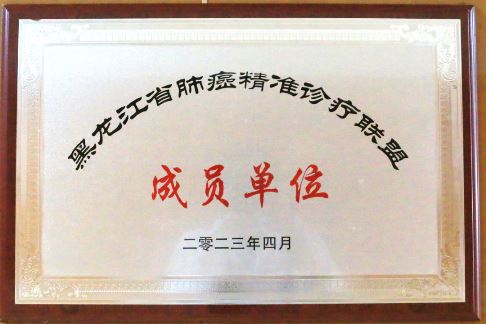 黑龙江省肺癌精准诊疗联盟
成员单位
二零二三年四月